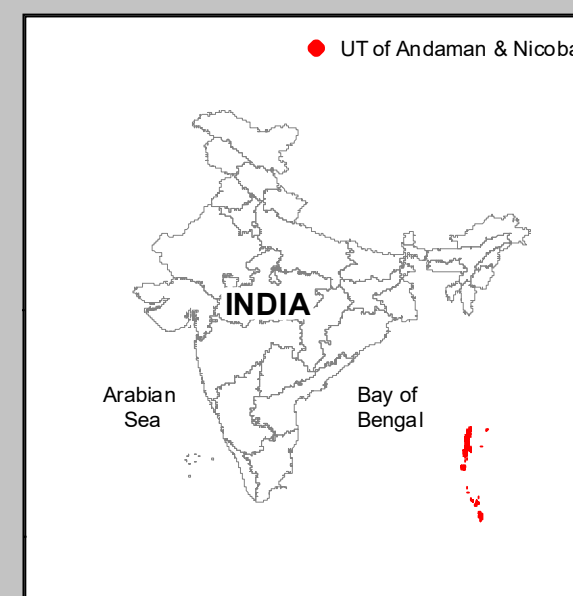 UT of Andaman & Nicoba
INDIA
Arabian
Sea
Bay of
Bengal